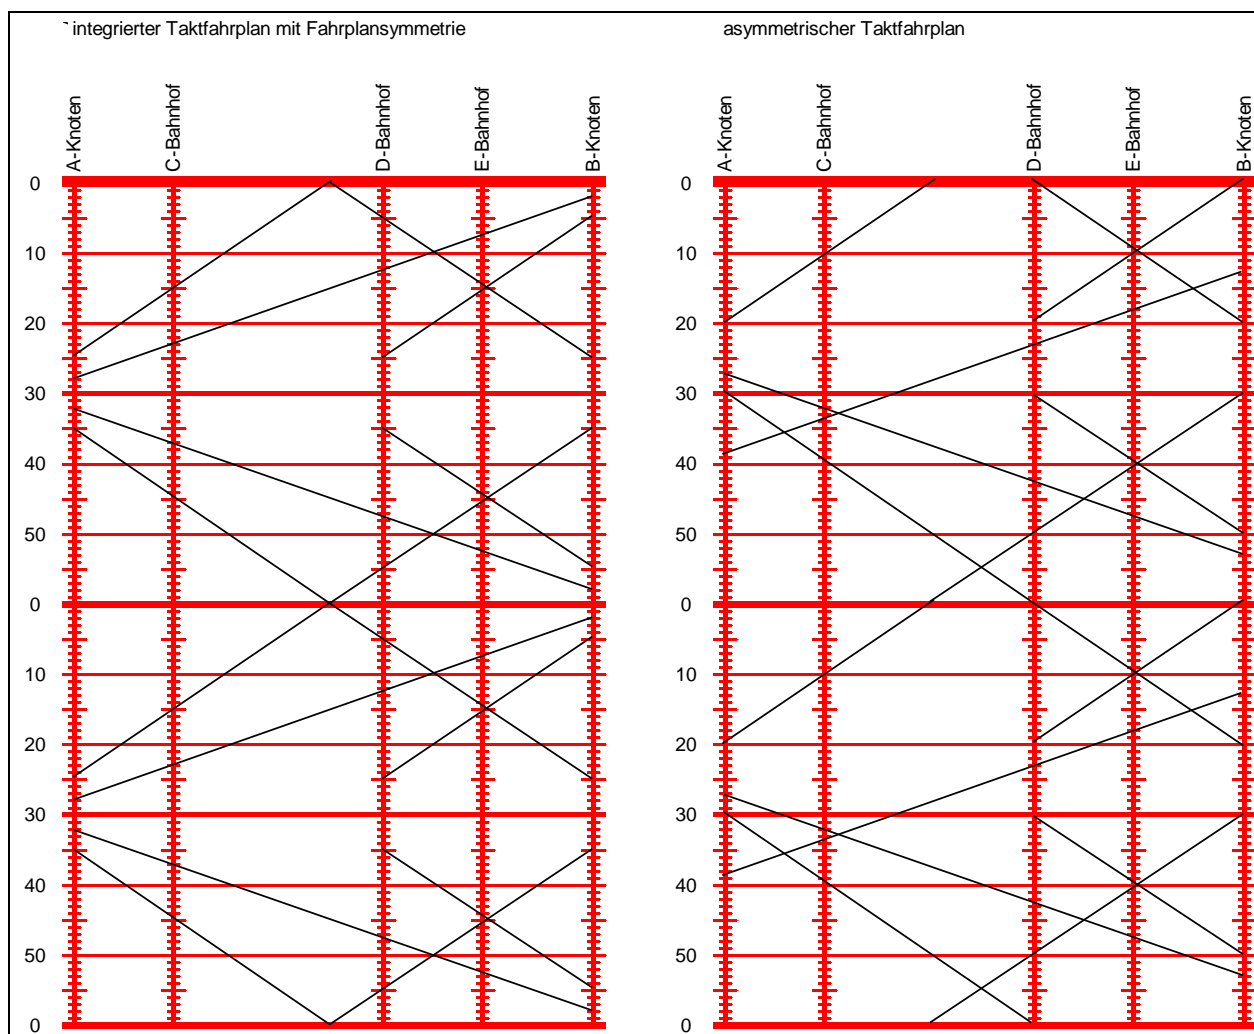 integrierter Taktfahrplan mit Fahrplansymmetrie
asymmetrischer Taktfahrplan
A-Knoten
C-Bahnhof
D-Bahnhof
E-Bahnhof
B-Knoten
A-Knoten
C-Bahnhof
D-Bahnhof
E-Bahnhof
B-Knoten
0 0
10 10
20 20
30 30
40 40
50 50
0 0
10 10
20 20
30 30
40 40
50 50
0 0